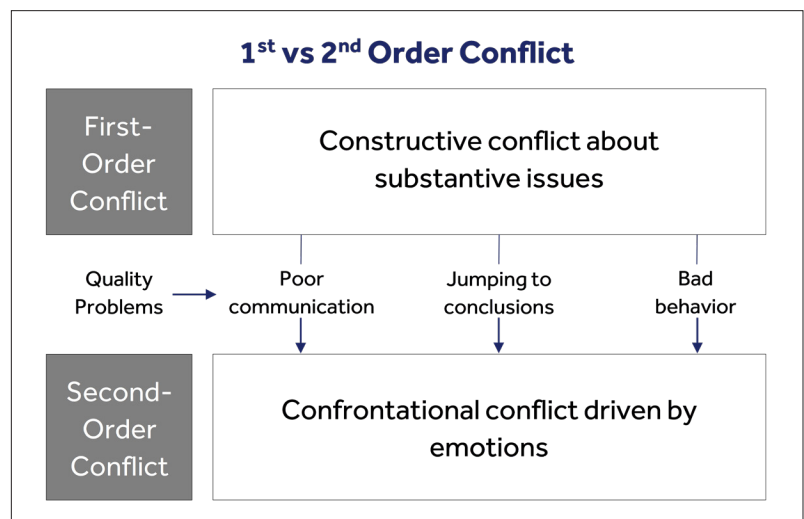 1st vs 2nd Order Conflict
First-
Order
Conflict
Constructive conflict about
substantive issues
Quality
Problems
Poor
communication
Jumping to
conclusions
Bad
behavior
Second-
Order
Conflict
Confrontational conflict driven by
emotions